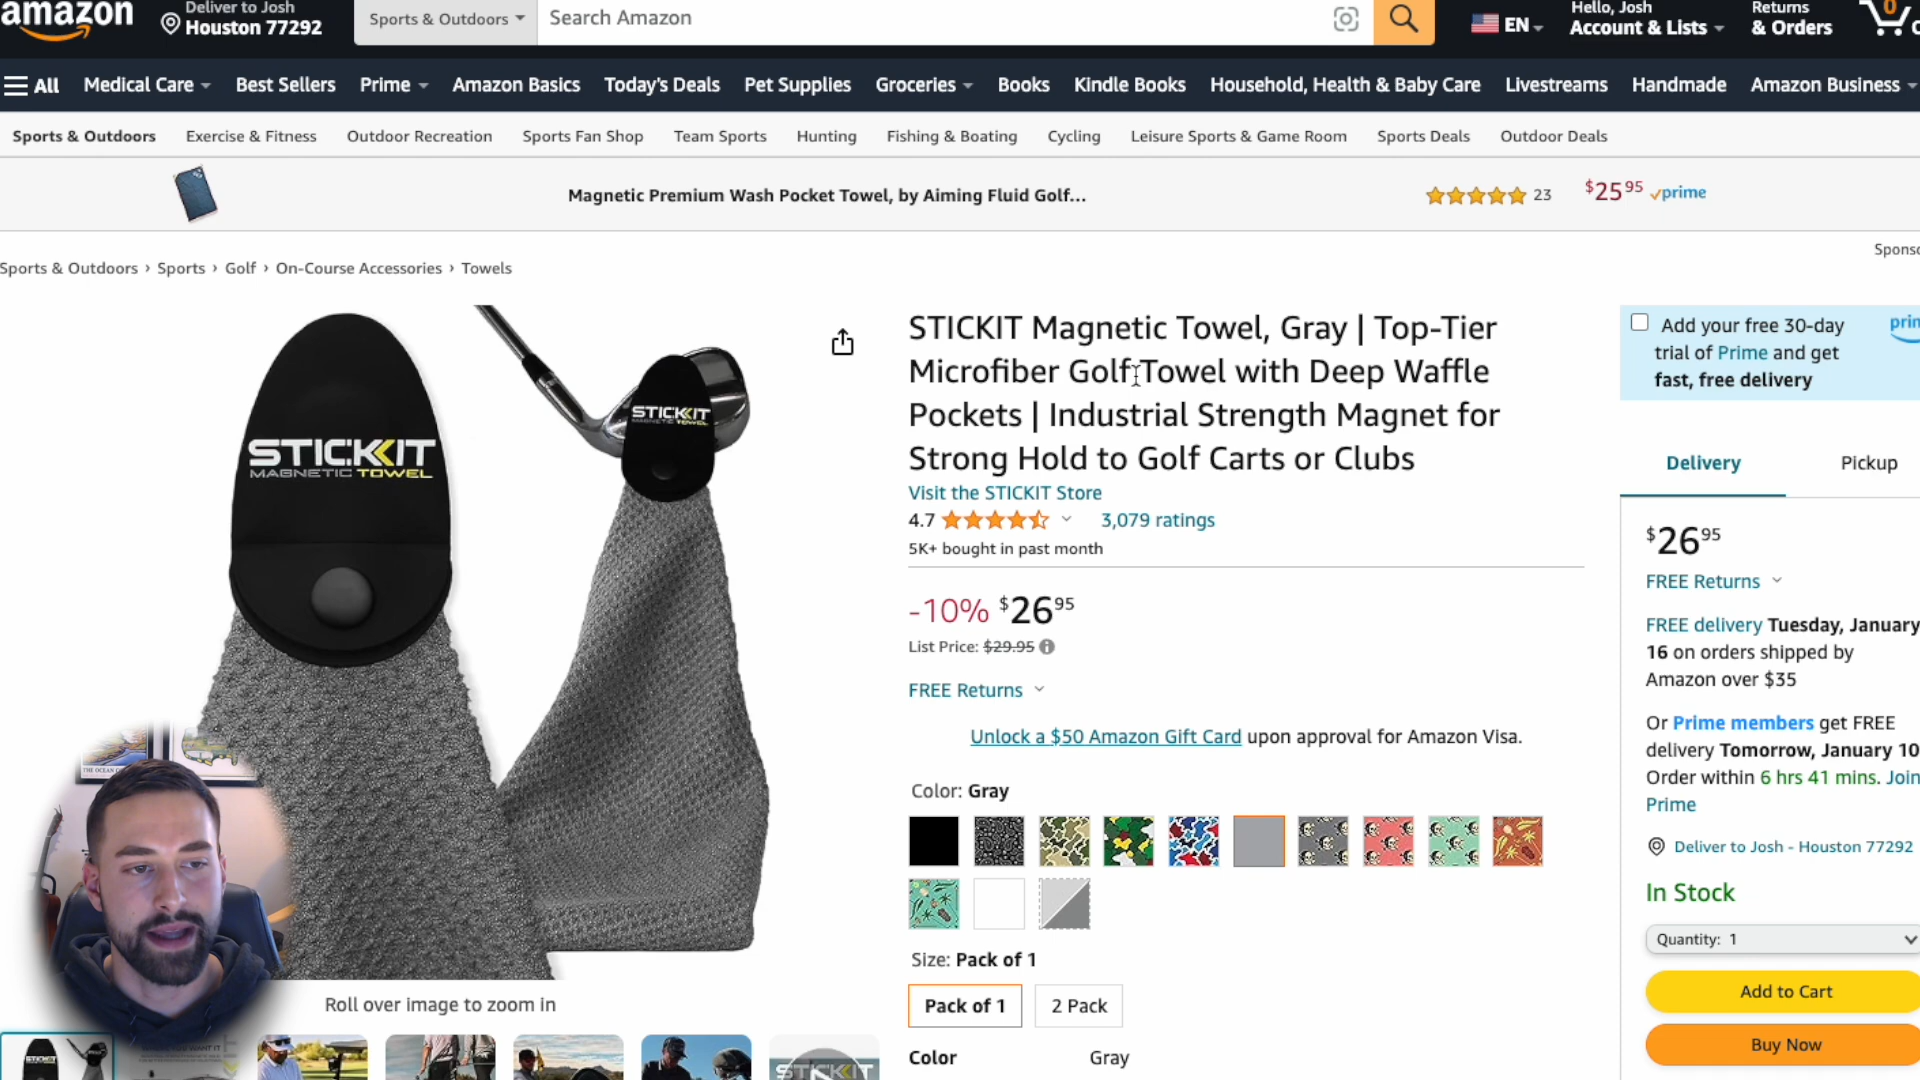 amazon
Deliver to Josh
Houston 77292
Sports & Outdoors
Search Amazon
EN
Hello, Josh
Account & Lists
Returns
& Orders
0
All
Medical Care
Best Sellers
Prime
Amazon Basics
Today's Deals
Pet Supplies
Groceries
Books
Kindle Books
Household, Health & Baby Care
Livestreams
Handmade
Amazon Business
Sports & Outdoors
Exercise & Fitness
Outdoor Recreation
Sports Fan Shop
Team Sports
Hunting
Fishing & Boating
Cycling
Leisure Sports & Game Room
Sports Deals
Outdoor Deals
Magnetic Premium Wash Pocket Towel, by Aiming Fluid Golf...
23
$25 95 prime
Sports & Outdoors › Sports › Golf › On-Course Accessories › Towels
STICKIT
MAGNETIC TOWEL
STICKIT
MAGNETIC TOWEL
Roll over image to zoom in
STICKIT Magnetic Towel, Gray | Top-Tier
Microfiber Golf Towel with Deep Waffle
Pockets | Industrial Strength Magnet for
Strong Hold to Golf Carts or Clubs
Visit the STICKIT Store
4.7
3,079 ratings
5K+ bought in past month
-10% $26 95
List Price: $29.95
FREE Returns
Unlock a $50 Amazon Gift Card upon approval for Amazon Visa.
Color: Gray
Size: Pack of 1
Pack of 1
2 Pack
Color Gray
Add your free 30-day
trial of Prime and get
fast, free delivery
Delivery
Pickup
$26 95
FREE Returns
FREE delivery Tuesday, January
16 on orders shipped by
Amazon over $35
Or Prime members get FREE
delivery Tomorrow, January 10
Order within 6 hrs 41 mins. Join
Prime
Deliver to Josh - Houston 77292
In Stock
Quantity: 1
Add to Cart
Buy Now
STICKIT
STICKIT